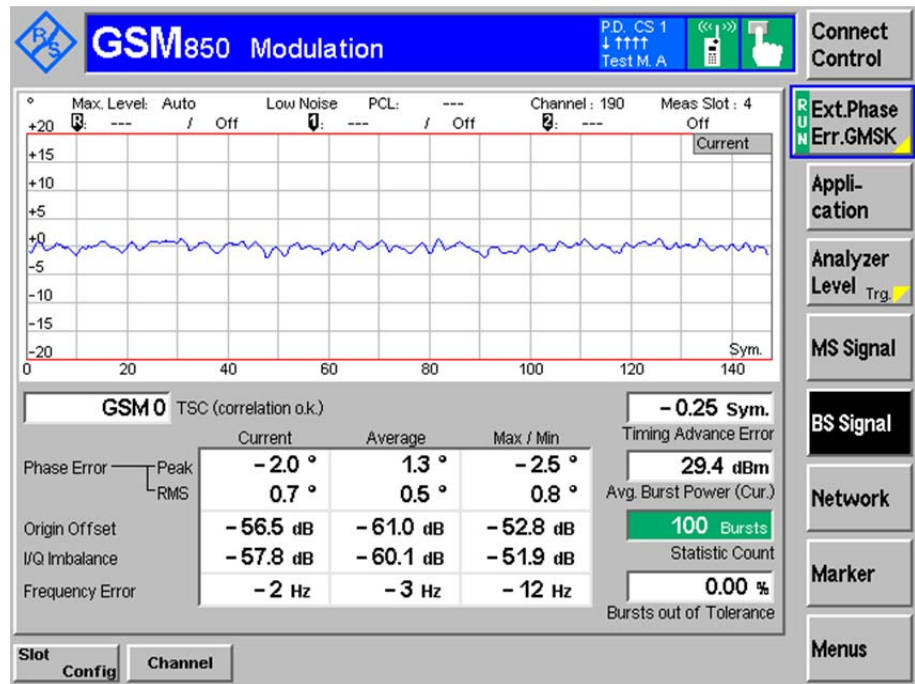 R&S GSM850 Modulation P.D. CS 1
↓↑↑↑↑
Test M. A
Connect
Control
° Max. Level: Auto Low Noise PCL: --- Channel : 190 Meas Slot : 4
R: --- / Off 1: --- / Off 2: --- Off
Current
+20
+15
+10
+5
+0
-5
-10
-15
-20
Sym.
0 20 40 60 80 100 120 140
GSM 0 TSC (correlation o.k.)
Current Average Max / Min
Phase Error Peak - 2.0 ° 1.3 ° - 2.5 °
RMS 0.7 ° 0.5 ° 0.8 °
Origin Offset - 56.5 dB - 61.0 dB - 52.8 dB
I/Q Imbalance - 57.8 dB - 60.1 dB - 51.9 dB
Frequency Error - 2 Hz - 3 Hz - 12 Hz
- 0.25 Sym.
Timing Advance Error
29.4 dBm
Avg. Burst Power (Cur.)
100 Bursts
Statistic Count
0.00 %
Bursts out of Tolerance
RUN
Ext.Phase
Err.GMSK
Appli-
cation
Analyzer
Level Trg.
MS Signal
BS Signal
Network
Marker
Menus
Slot
Config
Channel